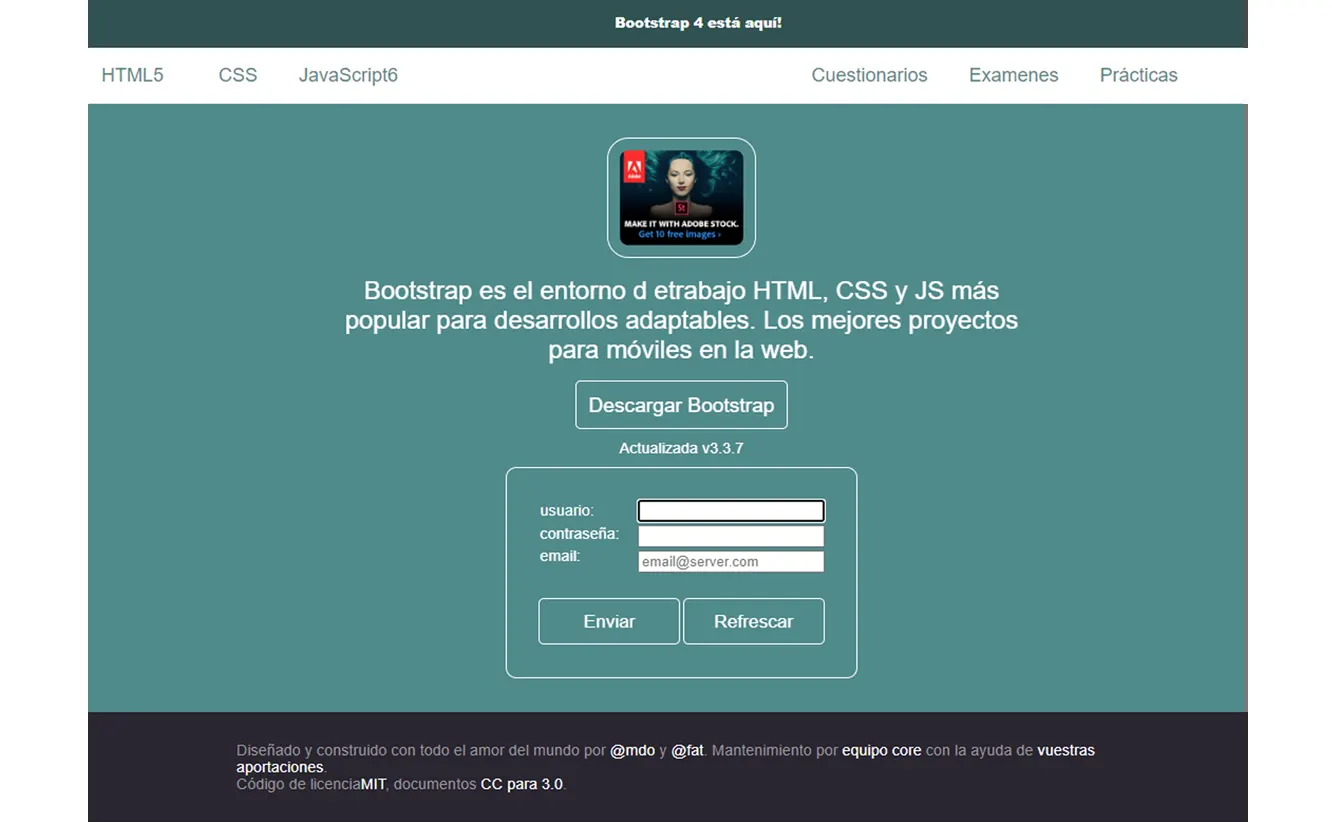 Bootstrap 4 está aquí!
HTML5 CSS JavaScript6 Cuestionarios Examenes Prácticas
Adobe
St
MAKE IT WITH ADOBE STOCK.
Get 10 free images ›
Bootstrap es el entorno d etrabajo HTML, CSS y JS más
popular para desarrollos adaptables. Los mejores proyectos
para móviles en la web.
Descargar Bootstrap
Actualizada v3.3.7
usuario:
contraseña:
email: email@server.com
Enviar Refrescar
Diseñado y construido con todo el amor del mundo por @mdo y @fat. Mantenimiento por equipo core con la ayuda de vuestras
aportaciones.
Código de licenciaMIT, documentos CC para 3.0.